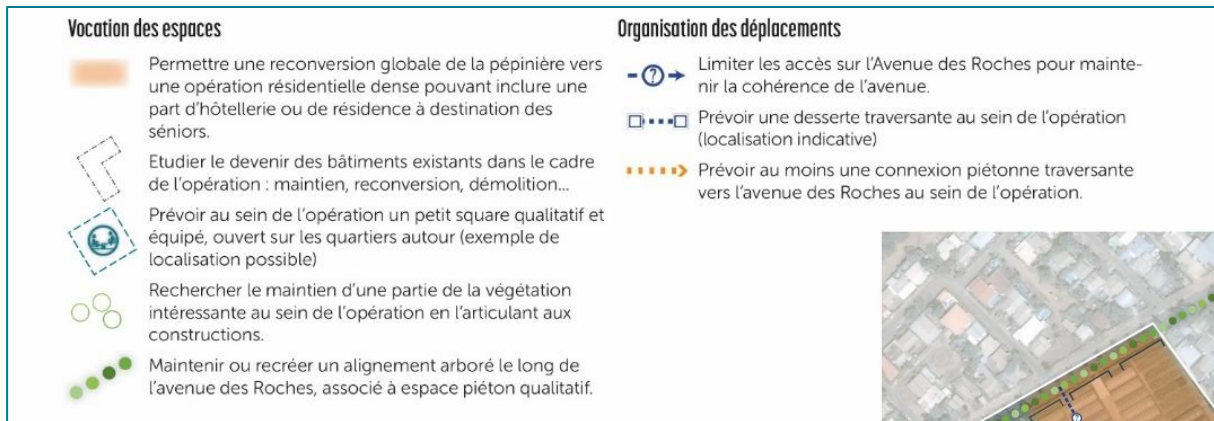 Vocation des espaces
Permettre une reconversion globale de la pépinière vers
une opération résidentielle dense pouvant inclure une
part d'hôtellerie ou de résidence à destination des
séniors.
Etudier le devenir des bâtiments existants dans le cadre
de l'opération : maintien, reconversion, démolition...
Prévoir au sein de l'opération un petit square qualitatif et
équipé, ouvert sur les quartiers autour (exemple de
localisation possible)
Rechercher le maintien d'une partie de la végétation
intéressante au sein de l'opération en l'articulant aux
constructions.
Maintenir ou recréer un alignement arboré le long de
l'avenue des Roches, associé à espace piéton qualitatif.
Organisation des déplacements
?
Limiter les accès sur l'Avenue des Roches pour mainte-
nir la cohérence de l'avenue.
Prévoir une desserte traversante au sein de l'opération
(localisation indicative)
Prévoir au moins une connexion piétonne traversante
vers l'avenue des Roches au sein de l'opération.
?